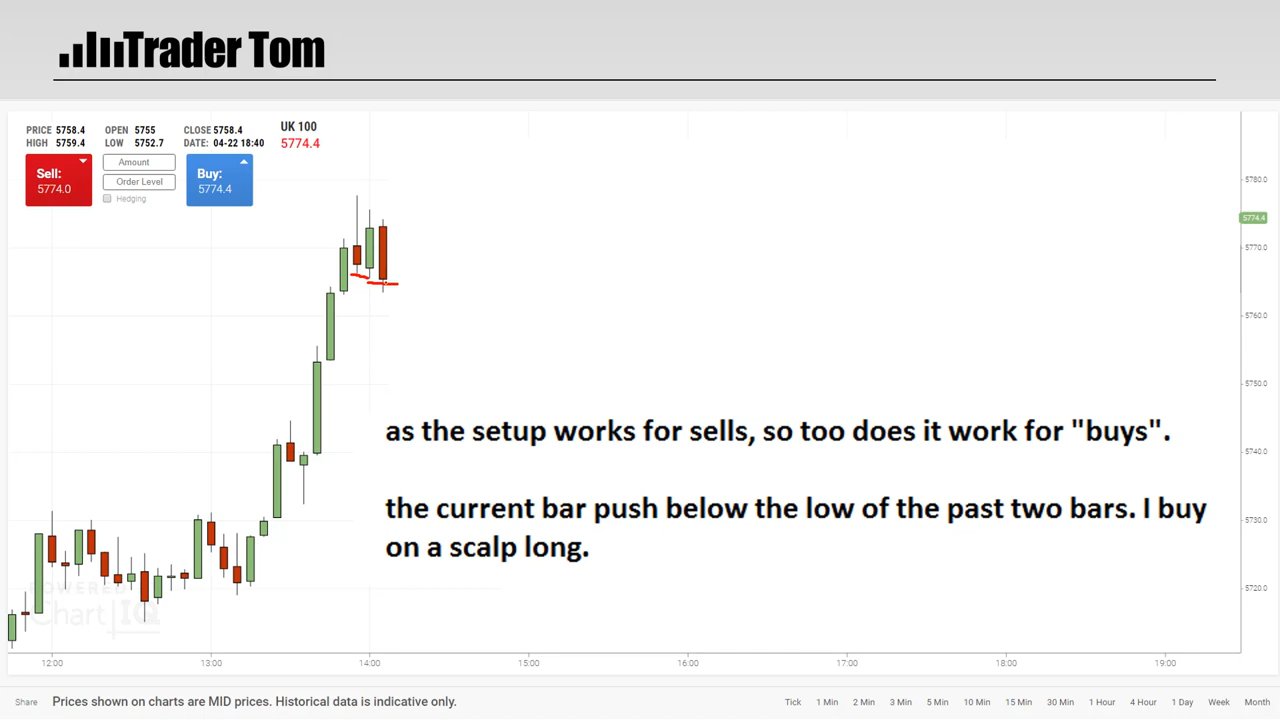 Trader Tom
PRICE 5758.4 OPEN 5755 CLOSE 5758.4 UK 100
HIGH 5759.4 LOW 5752.7 DATE: 04-22 18:40 5774.4
Sell: 5774.0
Amount
Order Level
Hedging
Buy: 5774.4
5780.0
5774.4
5770.0
5760.0
5750.0
5740.0
5730.0
5720.0
as the setup works for sells, so too does it work for "buys".
the current bar push below the low of the past two bars. I buy
on a scalp long.
POWERED
ChartIQ
12:00 13:00 14:00 15:00 16:00 17:00 18:00 19:00
Share Prices shown on charts are MID prices. Historical data is indicative only. Tick 1 Min 2 Min 3 Min 5 Min 10 Min 15 Min 30 Min 1 Hour 4 Hour 1 Day Week Month